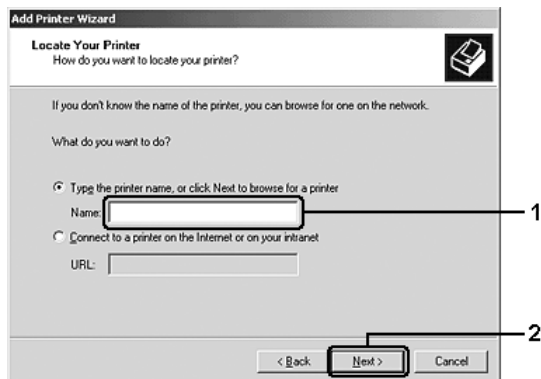 Add Printer Wizard
Locate Your Printer
How do you want to locate your printer?
If you don't know the name of the printer, you can browse for one on the network.
What do you want to do?
Type the printer name, or click Next to browse for a printer
Name:
1
Connect to a printer on the Internet or on your intranet
URL:
2
< Back
Next >
Cancel